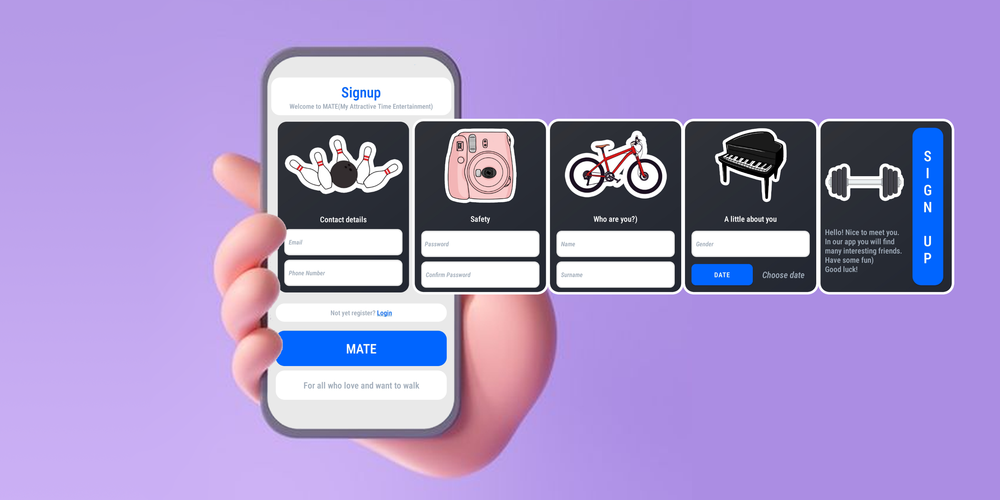 Signup
Welcome to MATE(My Attractive Time Entertainment)
Contact details
Email
Phone Number
Safety
Password
Confirm Password
Who are you?)
Name
Surname
A little about you
Gender
DATE
Choose date
Hello! Nice to meet you.
In our app you will find
many interesting friends.
Have some fun)
Good luck!
SIGN UP
Not yet register? Login
MATE
For all who love and want to walk